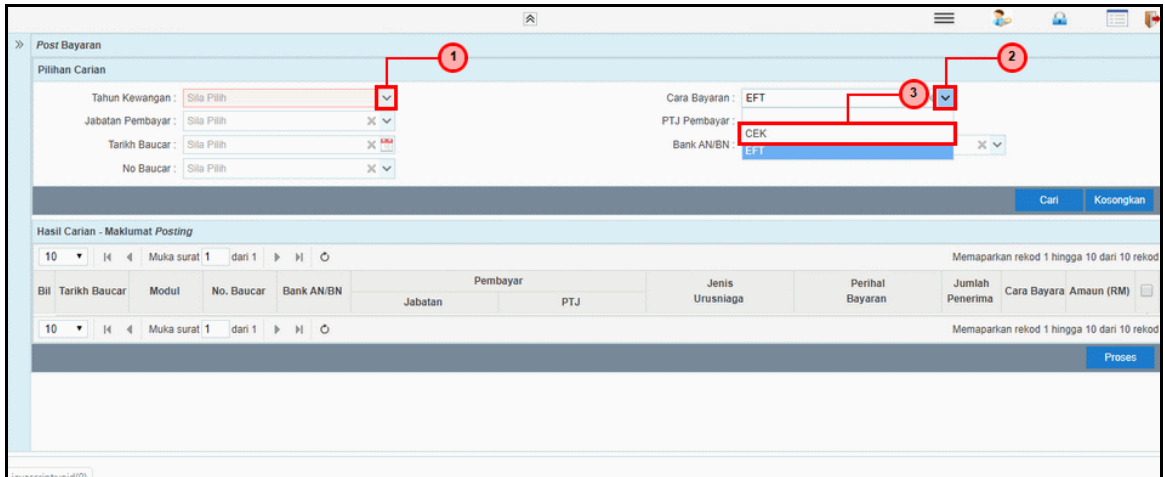 Post Bayaran
1
2
Pilihan Carian
Tahun Kewangan : Sila Pilih
Cara Bayaran : EFT
3
Jabatan Pembayar : Sila Pilih
PTJ Pembayar :
CEK
Tarikh Baucar : Sila Pilih
Bank AN/BN :
EFT
No Baucar : Sila Pilih
Cari Kosongkan
Hasil Carian - Maklumat Posting
10 Muka surat 1 dari 1
Memaparkan rekod 1 hingga 10 dari 10 rekod
Bil Tarikh Baucar Modul No. Baucar Bank AN/BN Pembayar Jenis Urusniaga Perihal Bayaran Jumlah Penerima Cara Bayara Amaun (RM)
Jabatan PTJ
10 Muka surat 1 dari 1
Memaparkan rekod 1 hingga 10 dari 10 rekod
Proses